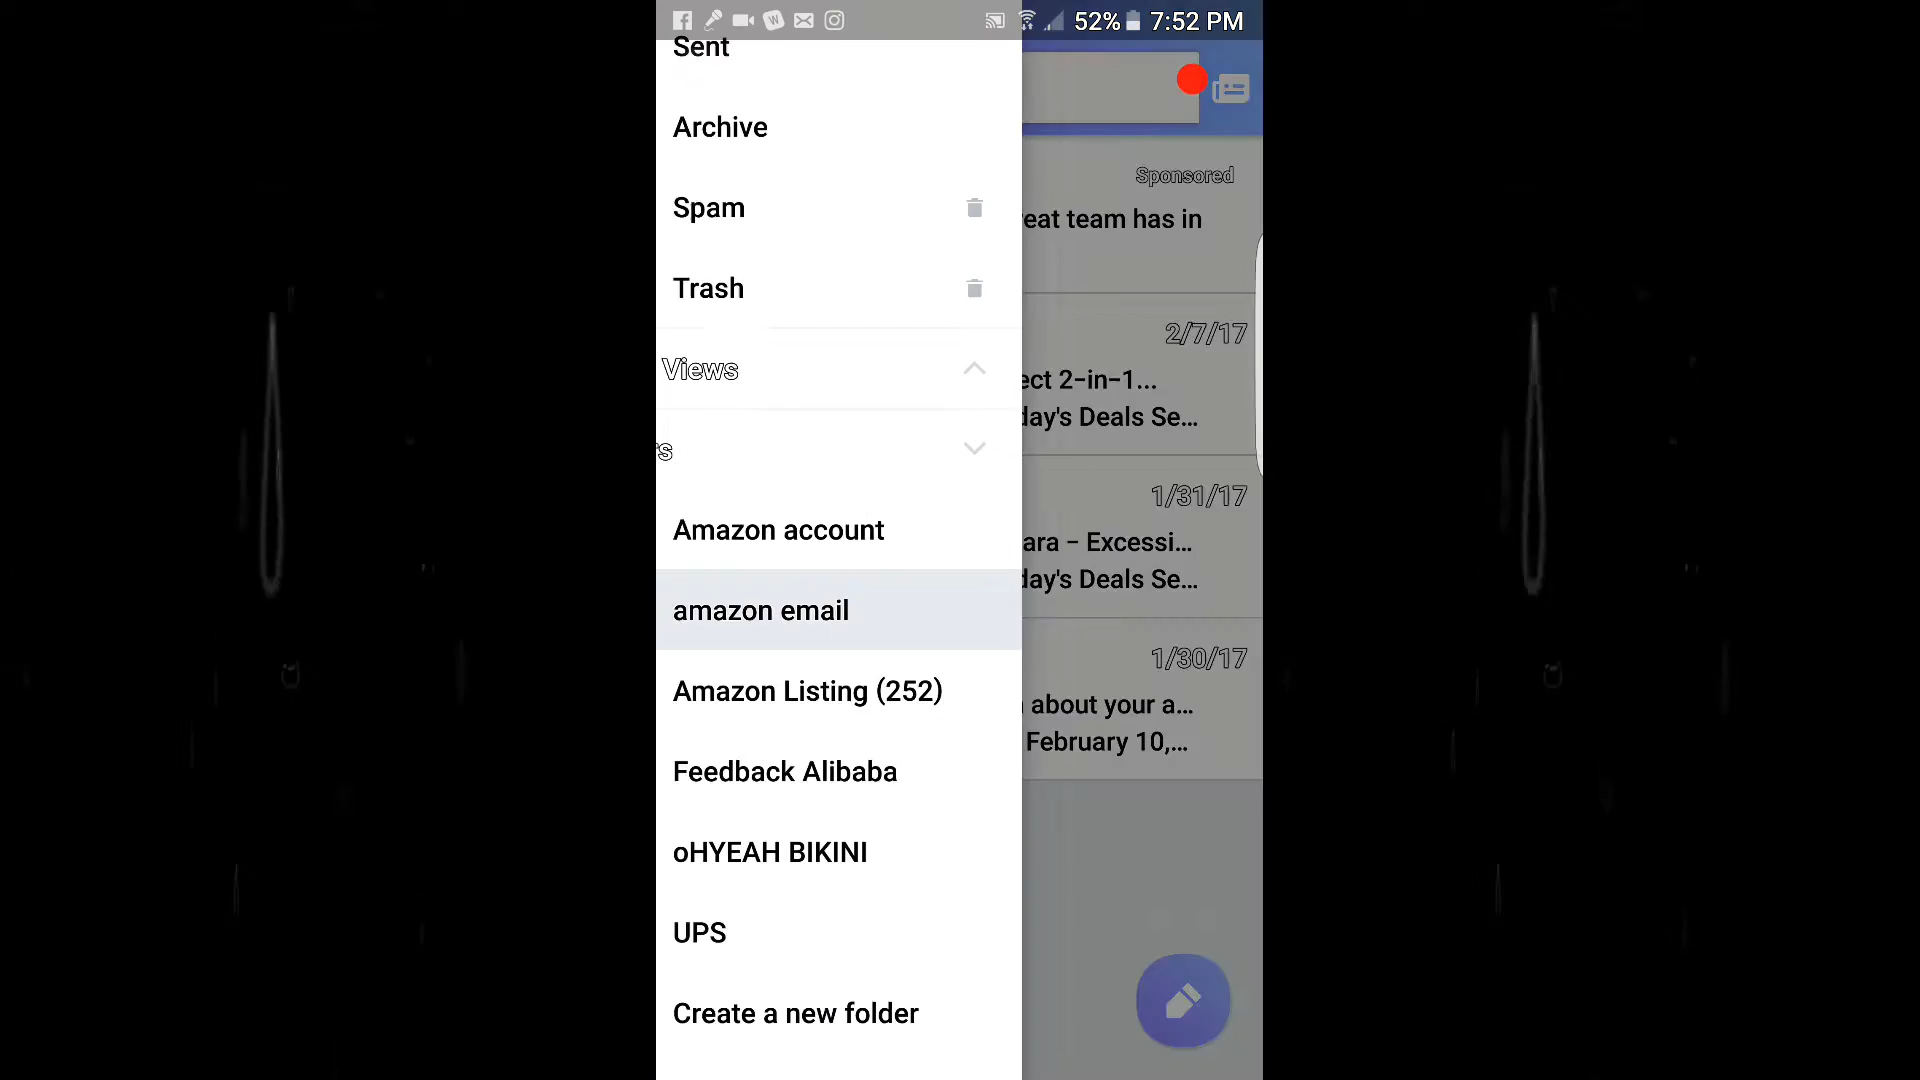 52% 7:52 PM
Sent
Archive
Spam
Trash
Views
rs
Amazon account
amazon email
Amazon Listing (252)
Feedback Alibaba
oHYEAH BIKINI
UPS
Create a new folder
Sponsored
eat team has in
2/7/17
ect 2-in-1...
day's Deals Se...
1/31/17
ara - Excessi...
day's Deals Se...
1/30/17
about your a...
February 10,...